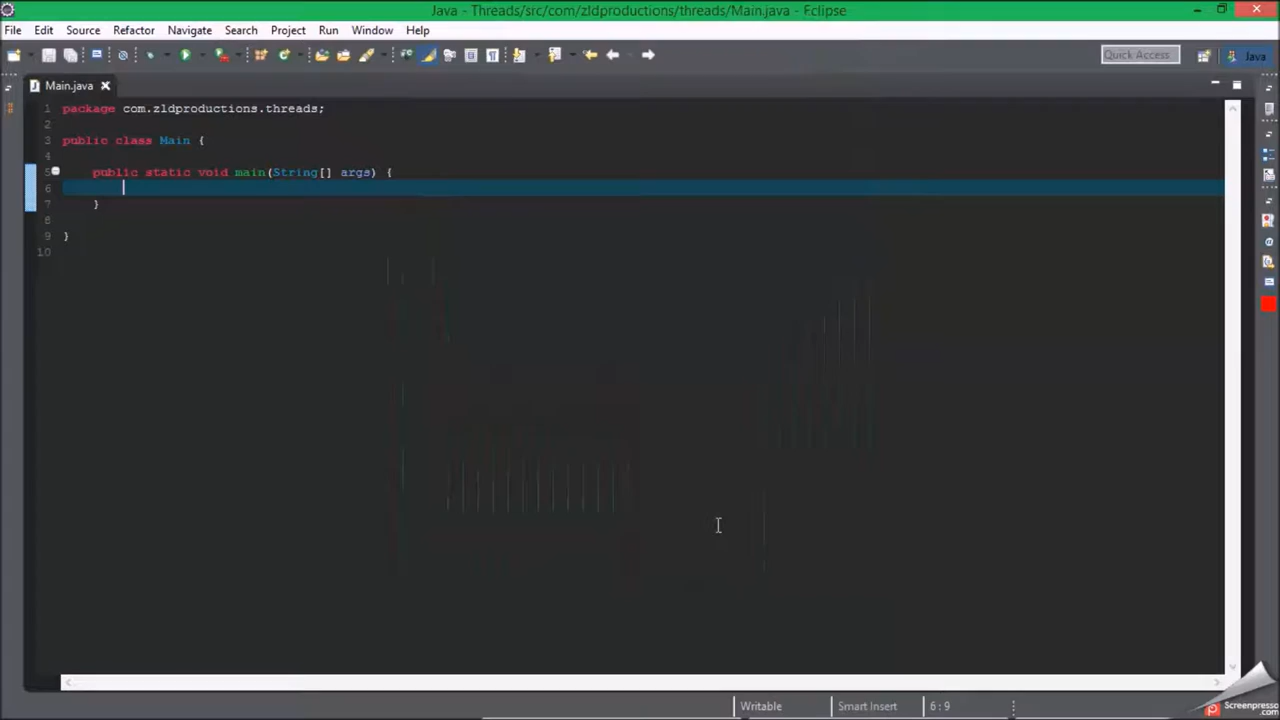 Java - Threads/src/com/zldproductions/threads/Main.java - Eclipse
File Edit Source Refactor Navigate Search Project Run Window Help
Quick Access
Java
Main.java
1 package com.zldproductions.threads;
2
3 public class Main {
4
5 public static void main(String[] args) {
6
7 }
8
9 }
10
Writable Smart Insert 6 : 9
Screenpresso
.com